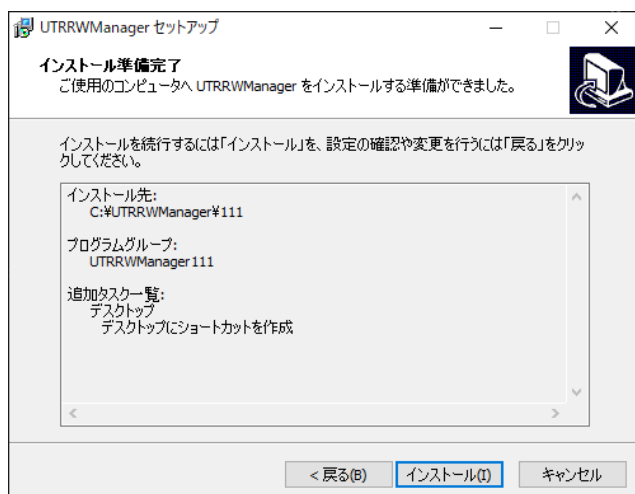 UTRRWManager セットアップ
インストール準備完了
ご使用のコンピュータへ UTRRWManager をインストールする準備ができました。
インストールを続行するには「インストール」を、設定の確認や変更を行うには「戻る」をクリッ
クしてください。
インストール先:
C:¥UTRRWManager¥111
プログラムグループ:
UTRRWManager111
追加タスク一覧:
デスクトップ
デスクトップにショートカットを作成
< 戻る(B)
インストール(I)
キャンセル